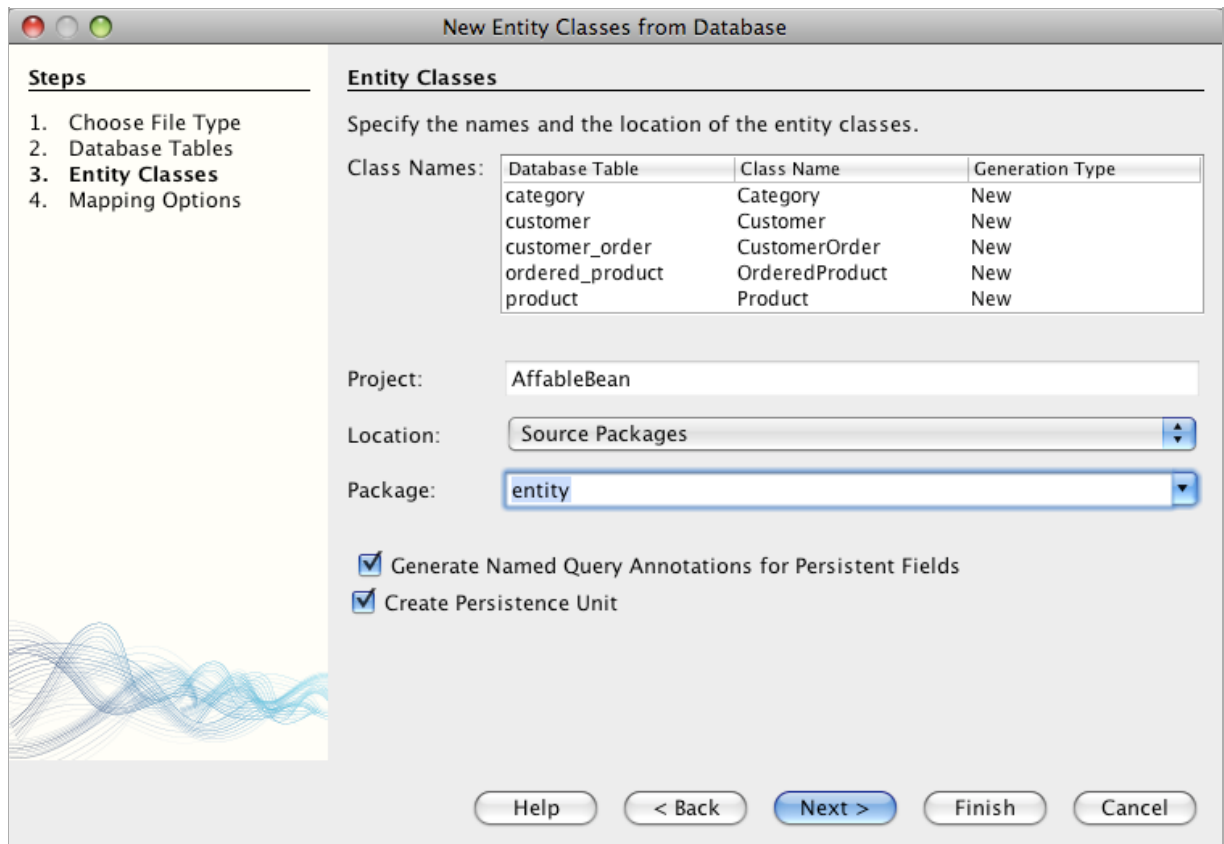 New Entity Classes from Database
Steps
1. Choose File Type
2. Database Tables
3. Entity Classes
4. Mapping Options
Entity Classes
Specify the names and the location of the entity classes.
Class Names:
Database Table Class Name Generation Type
category Category New
customer Customer New
customer_order CustomerOrder New
ordered_product OrderedProduct New
product Product New
Project: AffableBean
Location: Source Packages
Package: entity
Generate Named Query Annotations for Persistent Fields
Create Persistence Unit
Help < Back Next > Finish Cancel